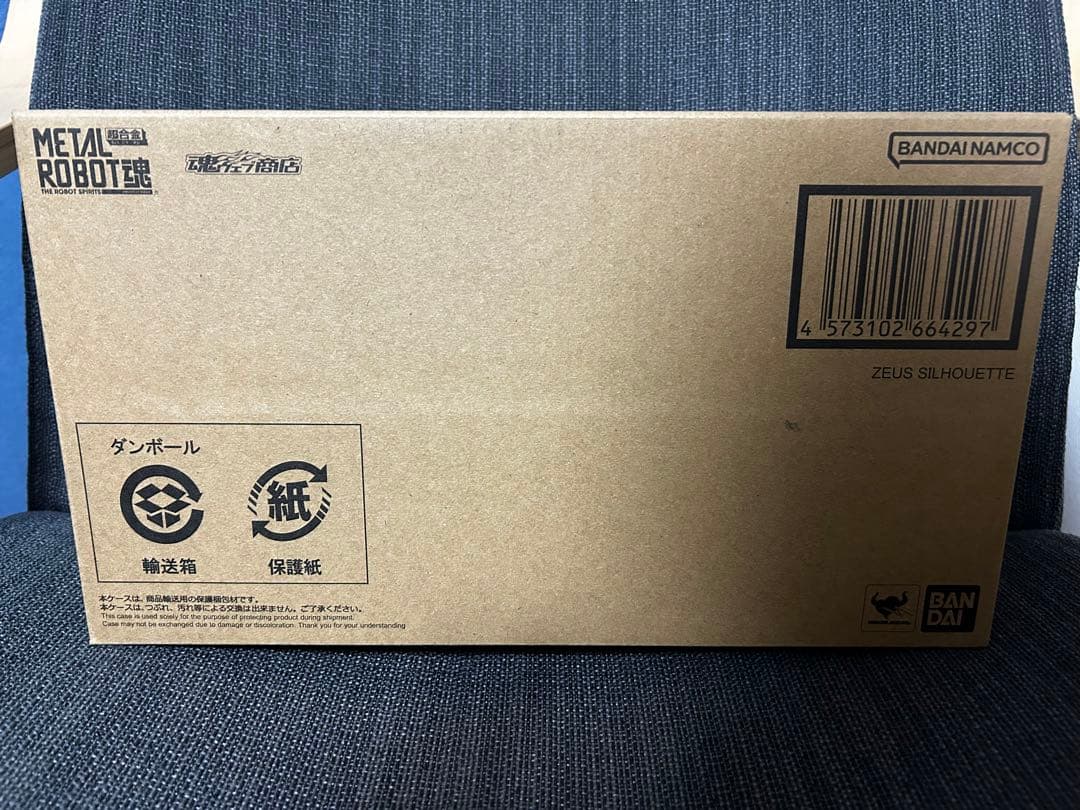 METAL
ROBOT魂
超合金
THE ROBOT SPIRITS
魂ウェブ商店
BANDAI NAMCO
4 573102 664297
ZEUS SILHOUETTE
ダンボール
紙
輸送箱
保護紙
本ケースは、商品輸送用の保護梱包材です。
本ケースは、つぶれ、汚れ等による交換は出来ません。ご了承ください。
This case is used solely for the purpose of protecting product during shipment.
Case may not be exchanged due to damage or discoloration. Thank you for your understanding
BAN
DAI